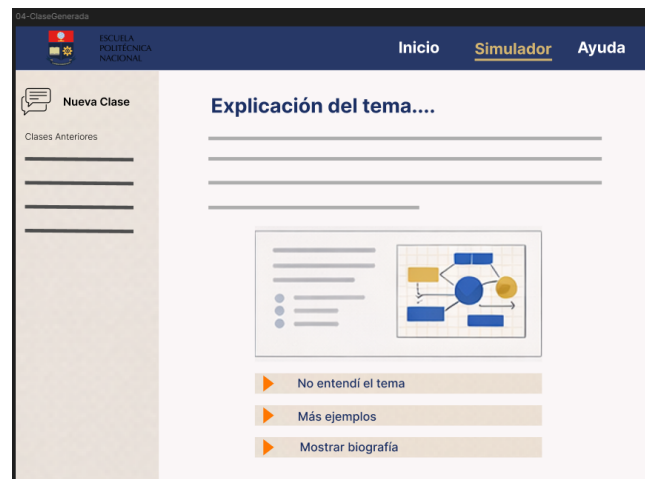 04-ClaseGenerada
ESCUELA
POLITÉCNICA
NACIONAL
Inicio
Simulador
Ayuda
Nueva Clase
Clases Anteriores
Explicación del tema....
No entendí el tema
Más ejemplos
Mostrar biografía